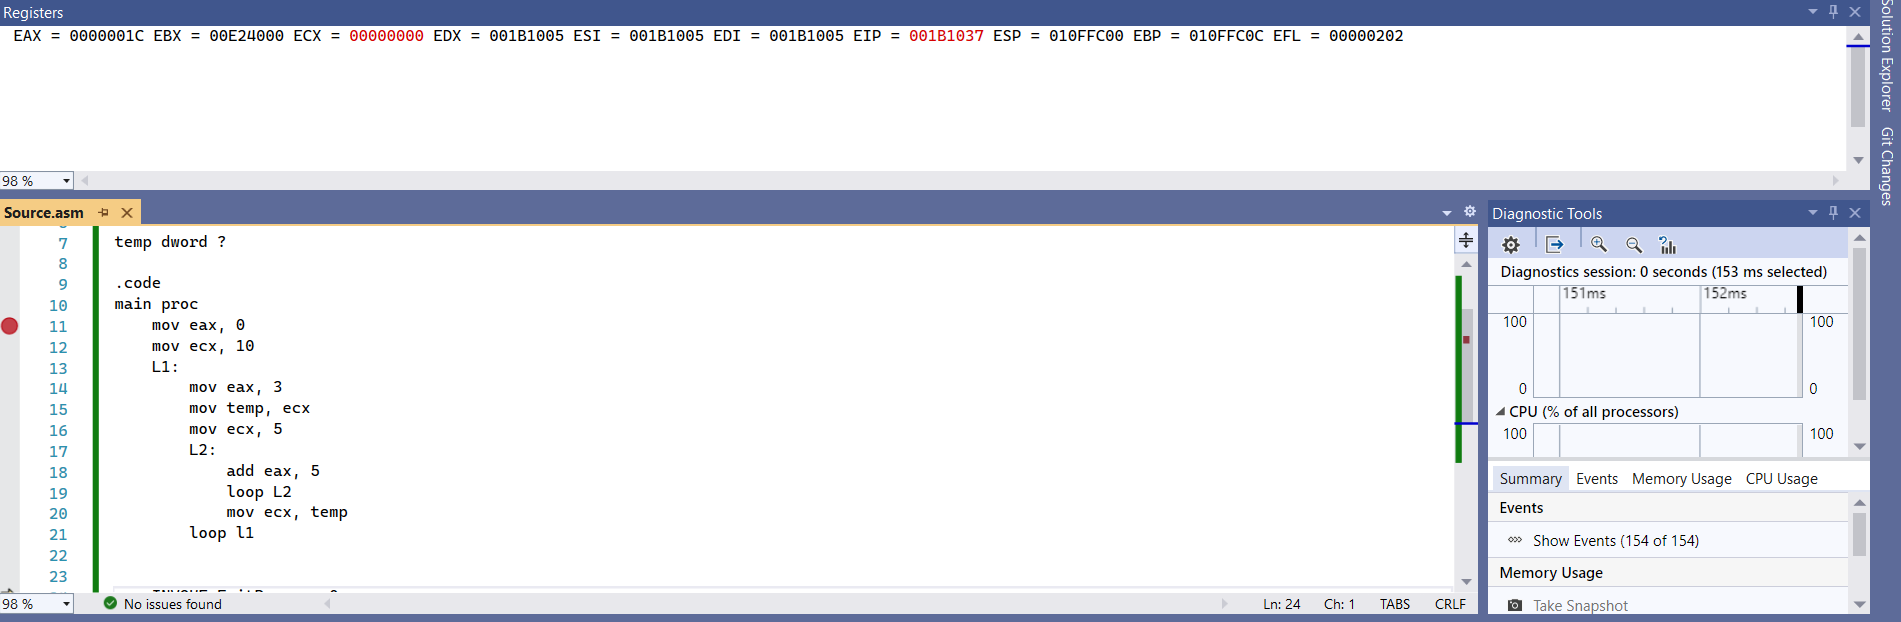 Registers
EAX = 0000001C EBX = 00E24000 ECX = 00000000 EDX = 001B1005 ESI = 001B1005 EDI = 001B1005 EIP = 001B1037 ESP = 010FFC00 EBP = 010FFC0C EFL = 00000202
98 %
Solution Explorer
Git Changes
Source.asm
7 temp dword ?
8
9 .code
10 main proc
11 mov eax, 0
12 mov ecx, 10
13 L1:
14 mov eax, 3
15 mov temp, ecx
16 mov ecx, 5
17 L2:
18 add eax, 5
19 loop L2
20 mov ecx, temp
21 loop l1
22
23
98 %
No issues found
Ln: 24 Ch: 1 TABS CRLF
Diagnostic Tools
Diagnostics session: 0 seconds (153 ms selected)
151ms 152ms
100 100
0 0
CPU (% of all processors)
100 100
Summary Events Memory Usage CPU Usage
Events
Show Events (154 of 154)
Memory Usage
Take Snapshot